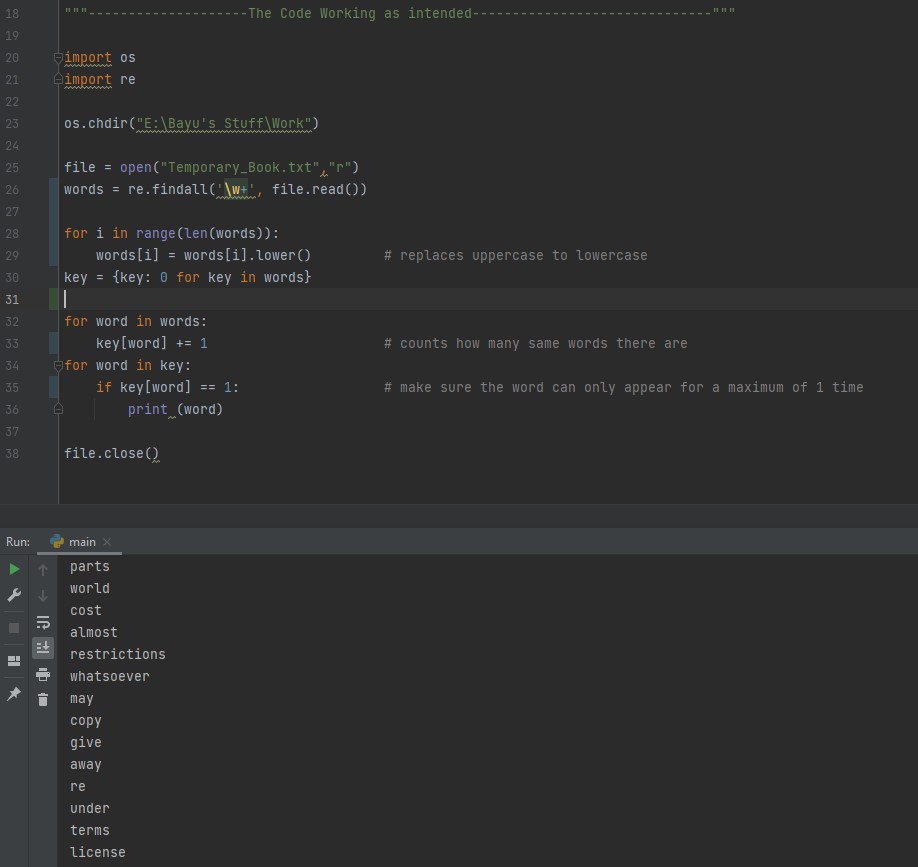 18 """--------------------The Code Working as intended------------------------------"""
19
20 import os
21 import re
22
23 os.chdir("E:\Bayu's Stuff\Work")
24
25 file = open("Temporary_Book.txt","r")
26 words = re.findall('\w+', file.read())
27
28 for i in range(len(words)):
29     words[i] = words[i].lower()         # replaces uppercase to lowercase
30 key = {key: 0 for key in words}
31
32 for word in words:
33     key[word] += 1                      # counts how many same words there are
34 for word in key:
35     if key[word] == 1:                  # make sure the word can only appear for a maximum of 1 time
36         print (word)
37
38 file.close()
Run: main
parts
world
cost
almost
restrictions
whatsoever
may
copy
give
away
re
under
terms
license